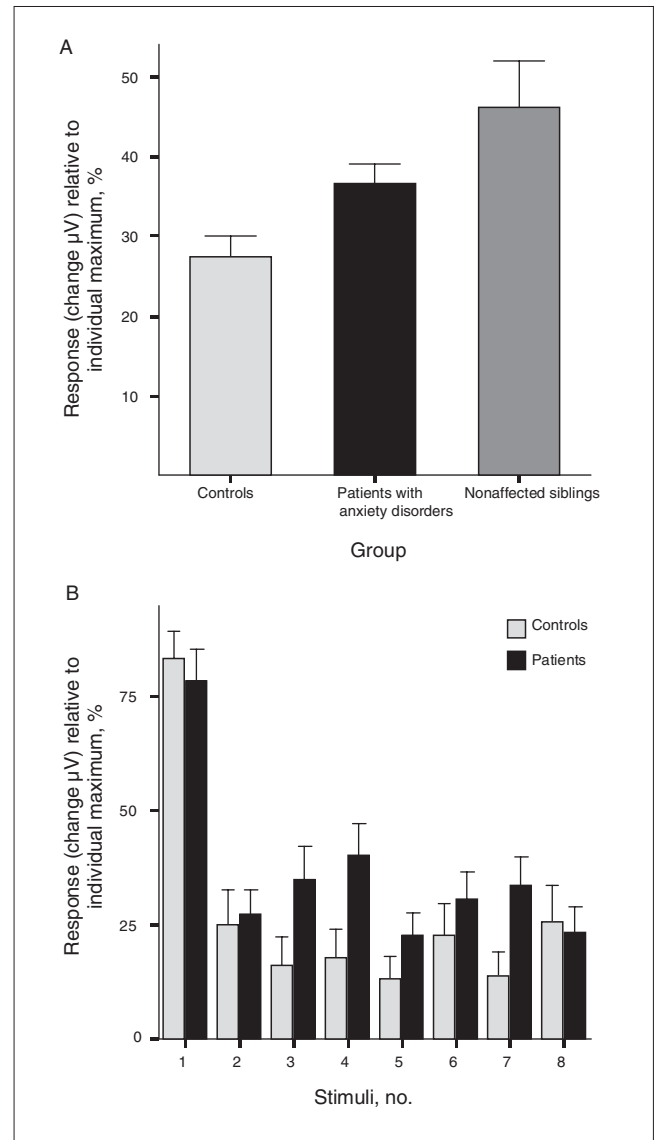 A
Response (change μV) relative to
individual maximum, %
50
40
30
20
10
Controls
Patients with
anxiety disorders
Nonaffected siblings
Group
B
Response (change μV) relative to
individual maximum, %
75
50
25
0
Controls
Patients
1 2 3 4 5 6 7 8
Stimuli, no.